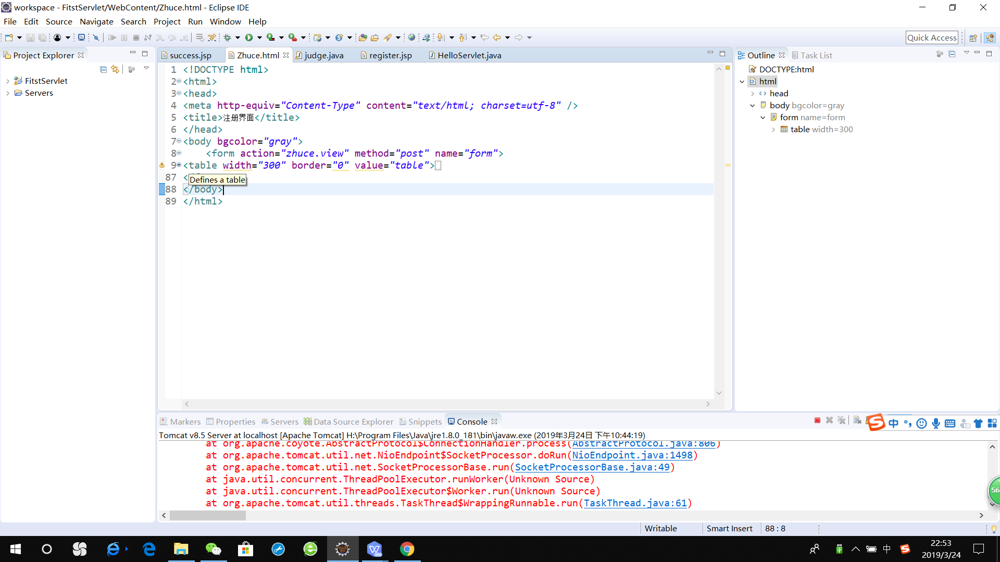 workspace - FitstServlet/WebContent/Zhuce.html - Eclipse IDE
File Edit Source Navigate Search Project Run Window Help
Quick Access
Project Explorer
FitstServlet
Servers
success.jsp Zhuce.html judge.java register.jsp HelloServlet.java
1 <!DOCTYPE html>
2 <html>
3 <head>
4 <meta http-equiv="Content-Type" content="text/html; charset=utf-8" />
5 <title>注册界面</title>
6 </head>
7 <body bgcolor="gray">
8 <form action="zhuce.view" method="post" name="form">
9 <table width="300" border="0" value="table">
87 <
Defines a table
88 </body>
89 </html>
Outline Task List
DOCTYPE:html
html
head
body bgcolor=gray
form name=form
table width=300
Markers Properties Servers Data Source Explorer Snippets Console
Tomcat v8.5 Server at localhost [Apache Tomcat] H:\Program Files\Java\jre1.8.0_181\bin\javaw.exe (2019年3月24日 下午10:44:19)
at org.apache.coyote.AbstractProtocol$ConnectionHandler.process(AbstractProtocol.java:806)
at org.apache.tomcat.util.net.NioEndpoint$SocketProcessor.doRun(NioEndpoint.java:1498)
at org.apache.tomcat.util.net.SocketProcessorBase.run(SocketProcessorBase.java:49)
at java.util.concurrent.ThreadPoolExecutor.runWorker(Unknown Source)
at java.util.concurrent.ThreadPoolExecutor$Worker.run(Unknown Source)
at org.apache.tomcat.util.threads.TaskThread$WrappingRunnable.run(TaskThread.java:61)
中
56
Writable Smart Insert 88 : 8
中
22:53
2019/3/24